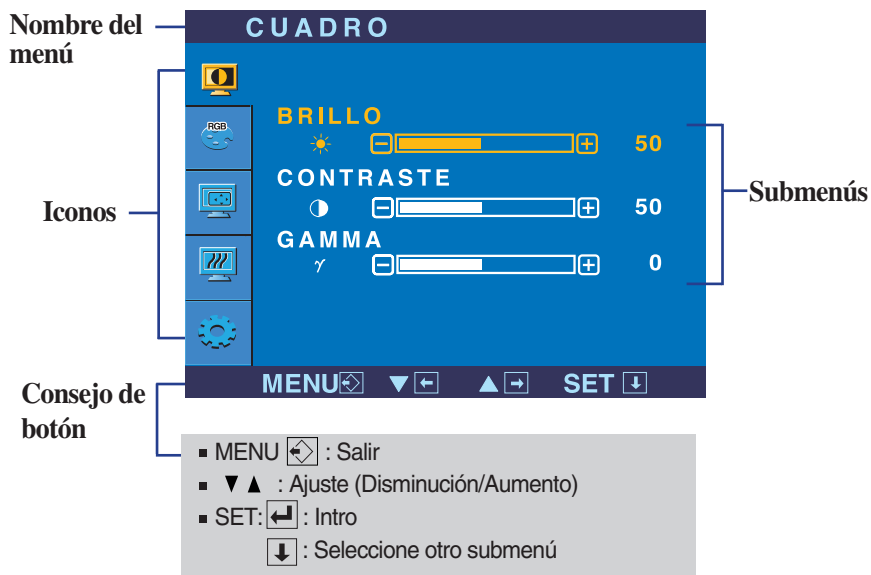 Nombre del
menú
CUADRO
RGB
BRILLO
50
CONTRASTE
50
GAMMA
γ
0
Iconos
Submenús
MENU ▼ ← ▲ → SET ↓
Consejo de
botón
▪ MENU : Salir
▪ ▼ ▲ : Ajuste (Disminución/Aumento)
▪ SET: ↵ : Intro
↓ : Seleccione otro submenú